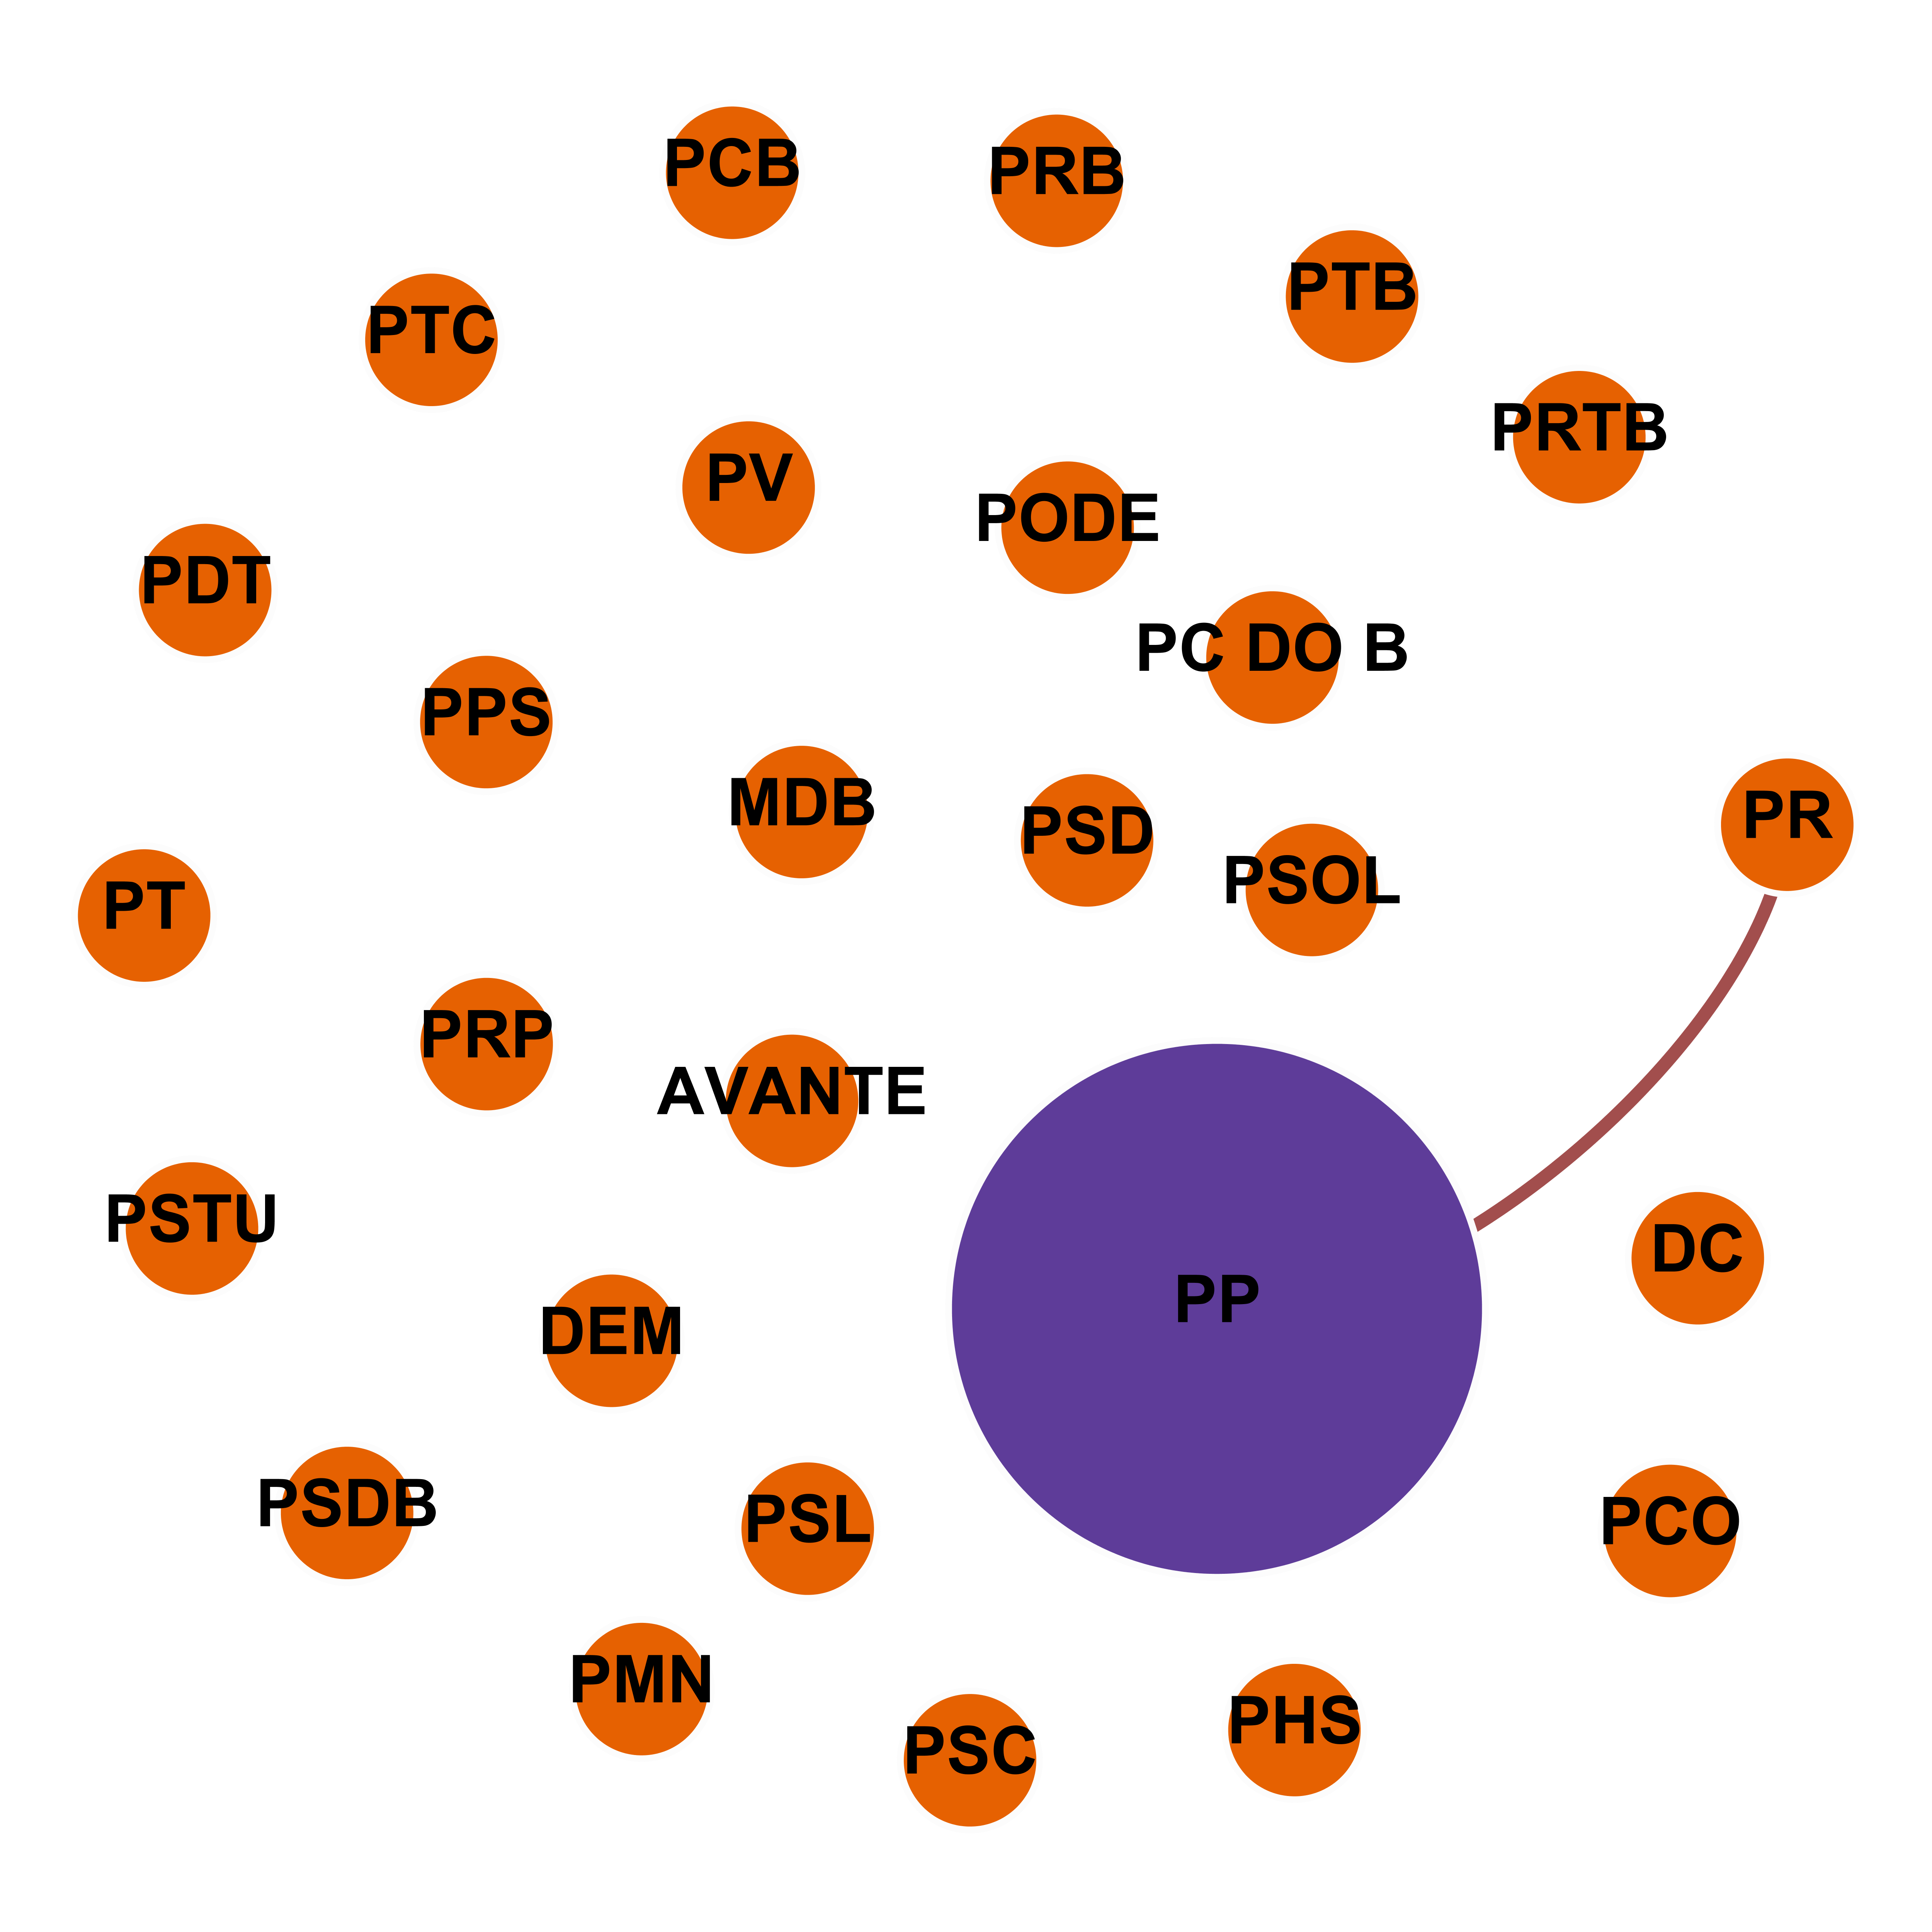 PCB
PRB
PTB
PTC
PRTB
PV
PODE
PDT
PC DO B
PPS
MDB
PR
PSD
PSOL
PT
PRP
AVANTE
PSTU
DC
PP
DEM
PSDB
PSL
PCO
PMN
PHS
PSC